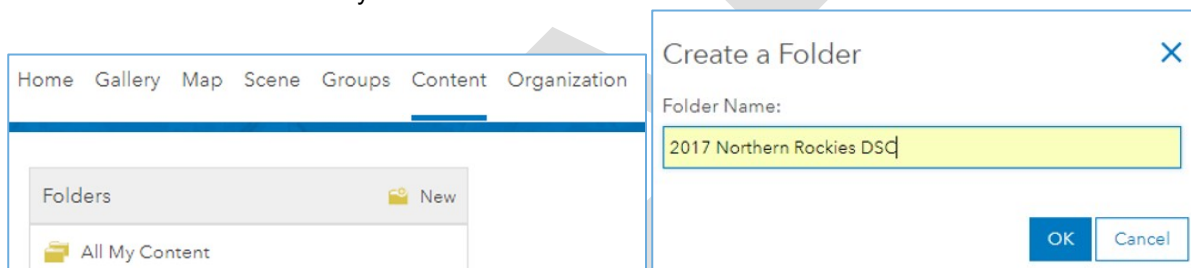 Home Gallery Map Scene Groups Content Organization
Folders New
All My Content
Create a Folder
Folder Name:
2017 Northern Rockies DSC
OK Cancel